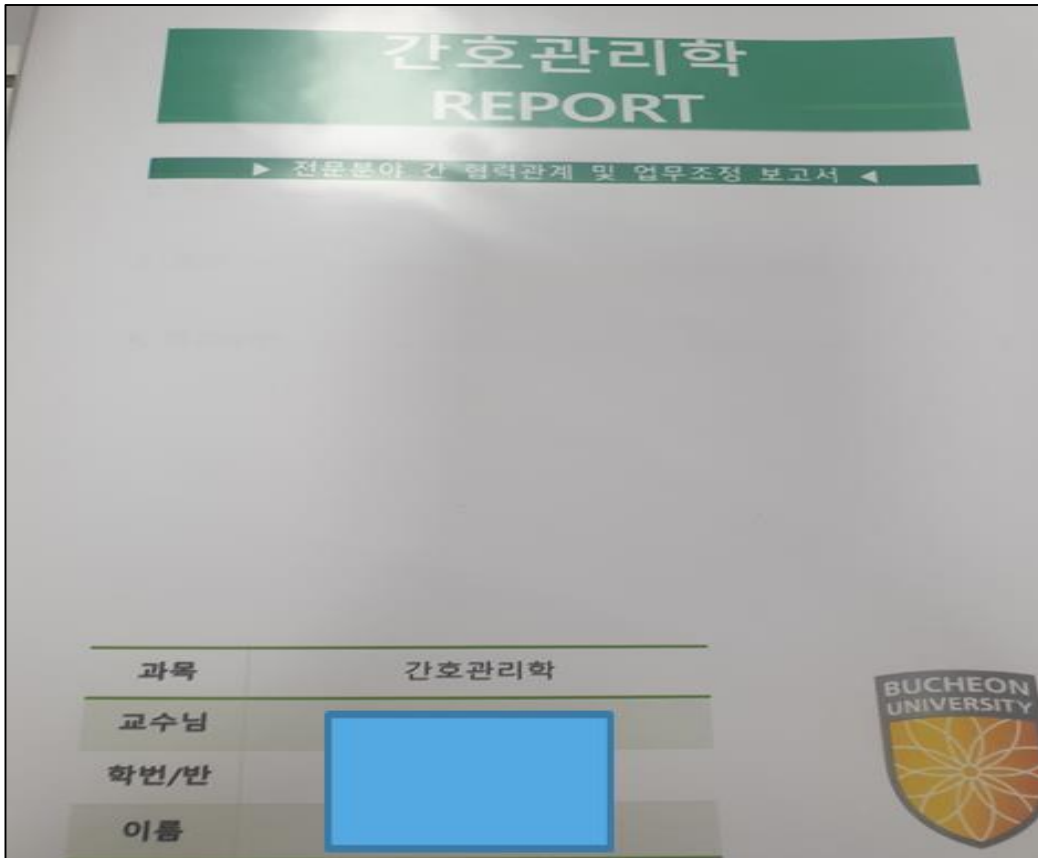 간호관리학
REPORT
▶ 전문분야 간 협력관계 및 업무조정 보고서 ◀
과목 간호관리학
교수님
학번/반
이름
BUCHEON
UNIVERSITY